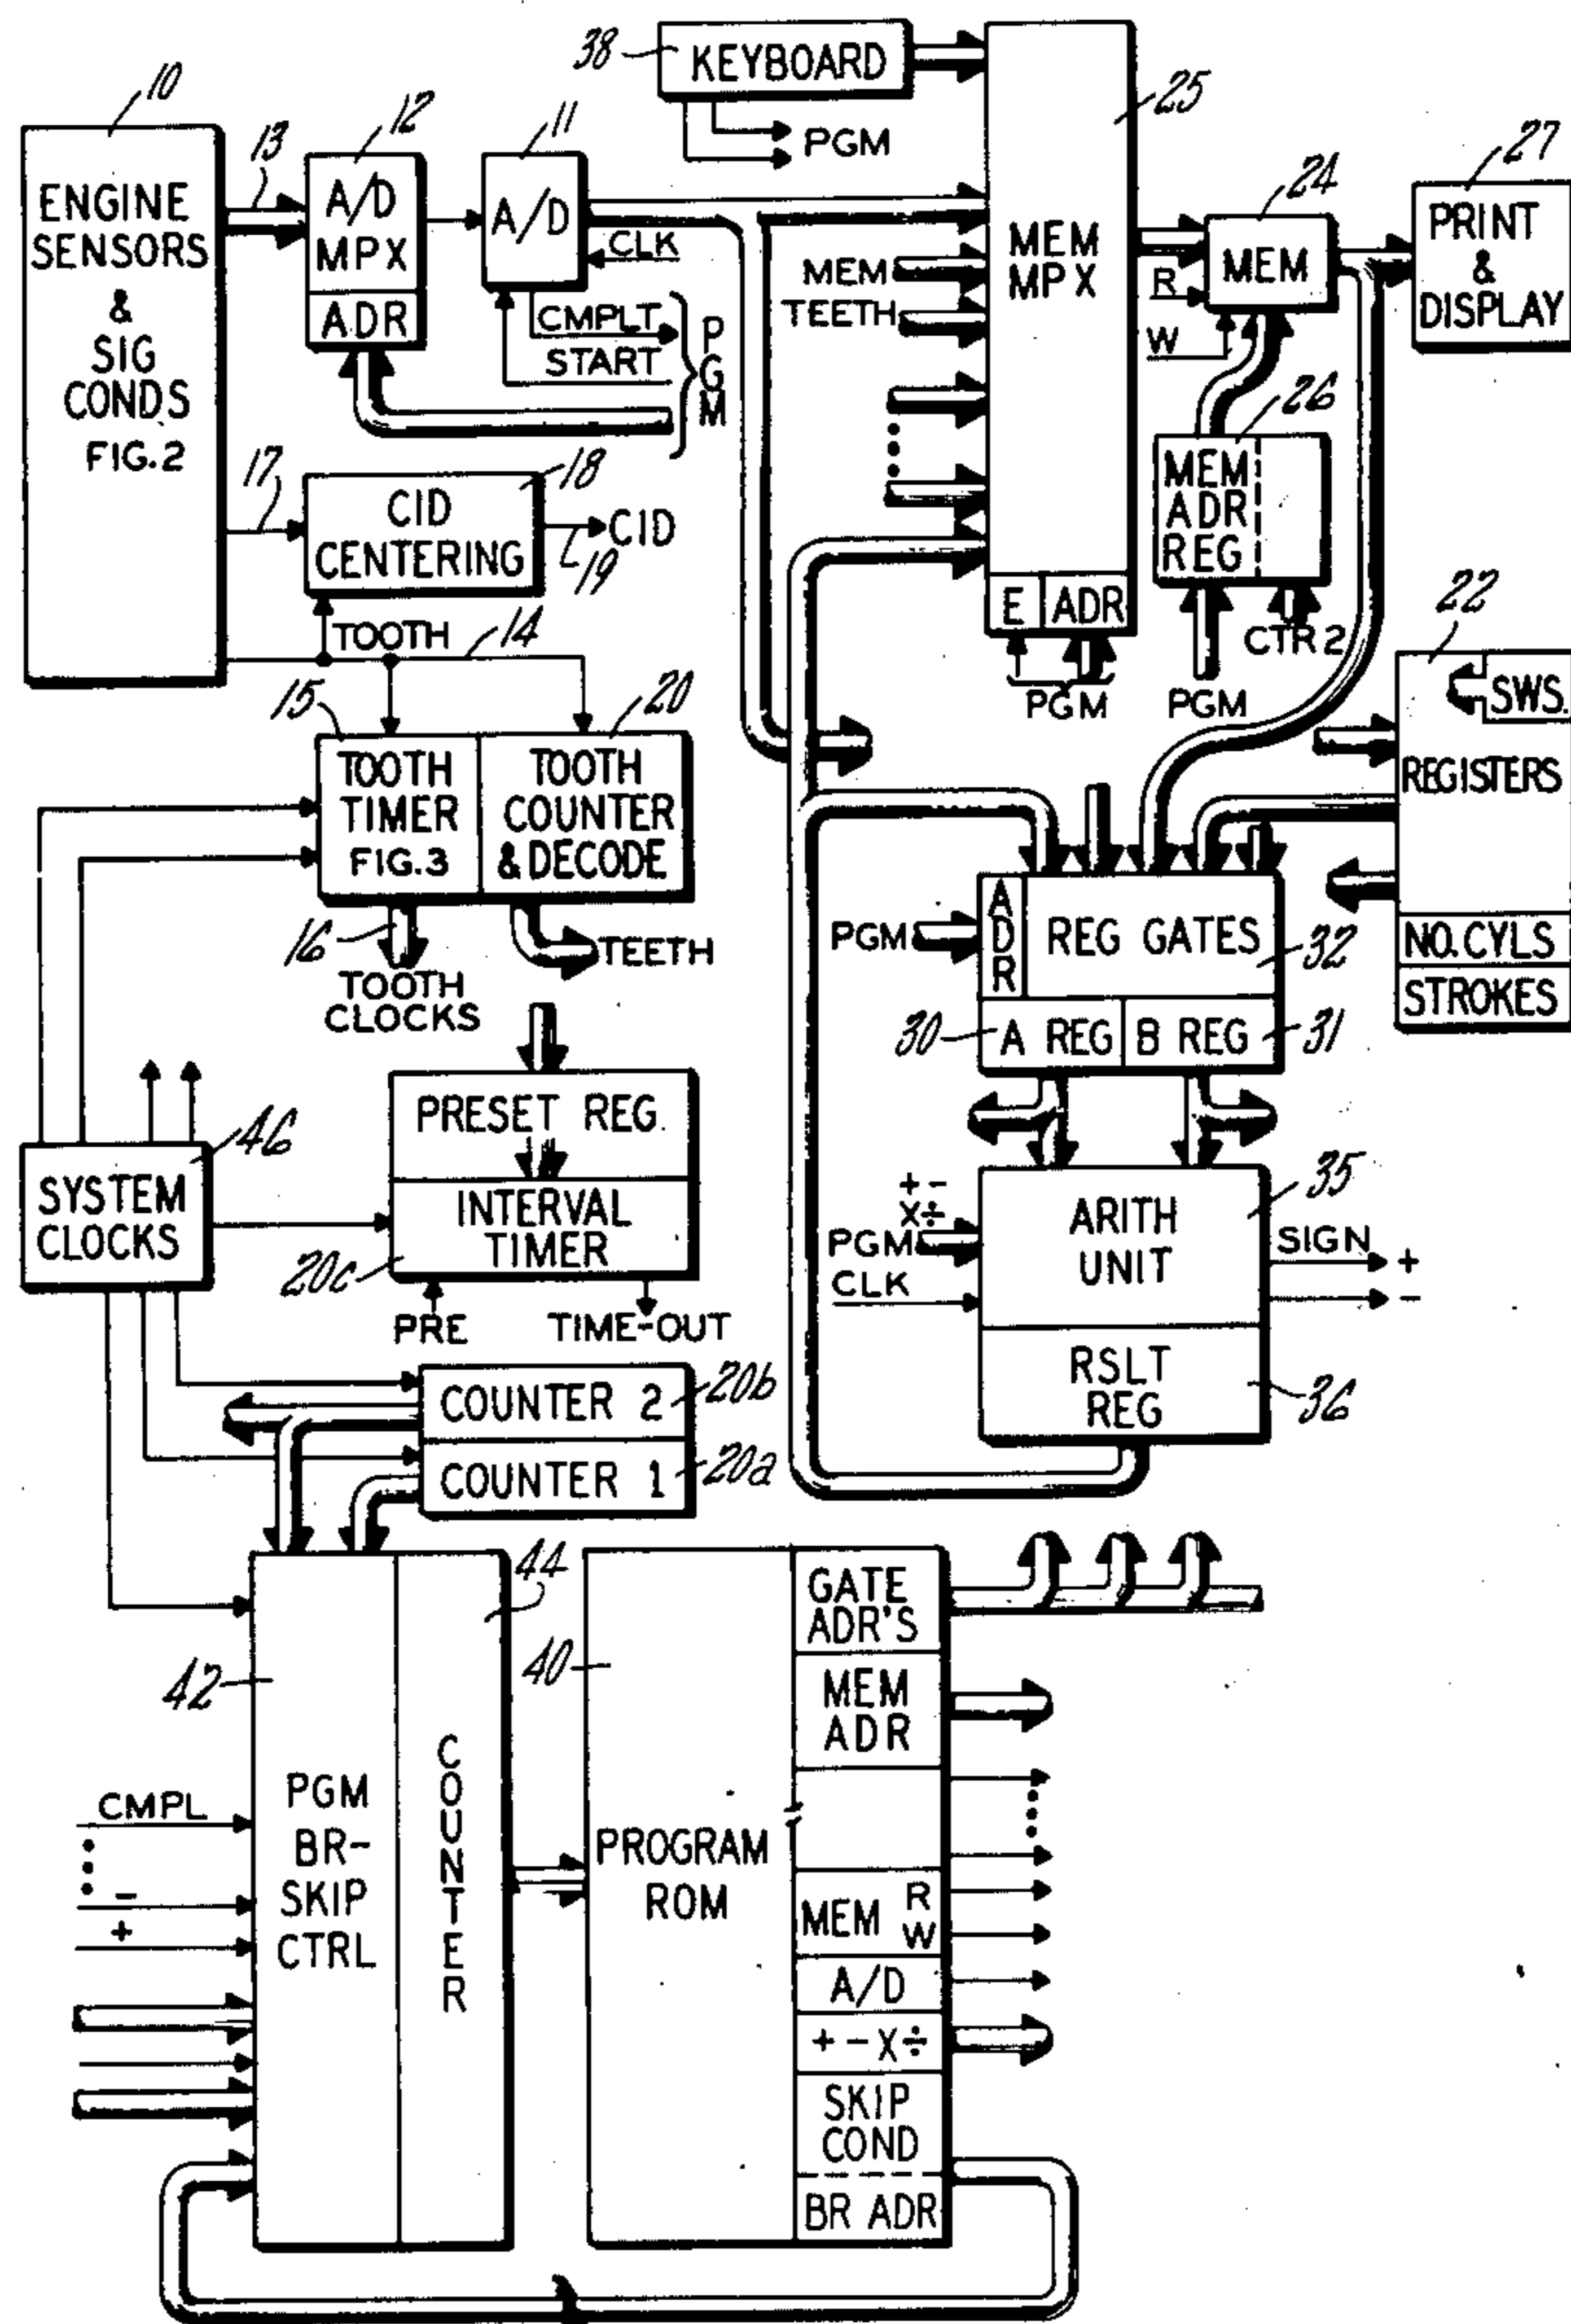 38
KEYBOARD
PGM
25
10
ENGINE
SENSORS
&
SIG
CONDS
FIG.2
13
12
A/D
MPX
ADR
11
A/D
CLK
CMPLT
START
PGM
MEM
TEETH
MEM
MPX
E
ADR
PGM
24
MEM
R
W
27
PRINT
&
DISPLAY
26
MEM
ADR
REG
CTR 2
PGM
17
18
CID
CENTERING
CID
19
TOOTH
14
15
TOOTH
TIMER
FIG.3
20
TOOTH
COUNTER
& DECODE
16
TOOTH
CLOCKS
TEETH
22
SWS.
REGISTERS
NO. CYLS
STROKES
PGM
ADR
REG GATES
32
30
A REG
B REG
31
46
SYSTEM
CLOCKS
PRESET REG.
INTERVAL
TIMER
20c
PRE
TIME-OUT
+ -
X÷
PGM
CLK
ARITH
UNIT
35
SIGN
+
-
RSLT
REG
36
COUNTER 2
20b
COUNTER 1
20a
44
42
CMPL
-
+
PGM
BR-
SKIP
CTRL
COUNTER
40
PROGRAM
ROM
GATE
ADR'S
MEM
ADR
MEM
R
W
A/D
+ - X ÷
SKIP
COND
BR ADR